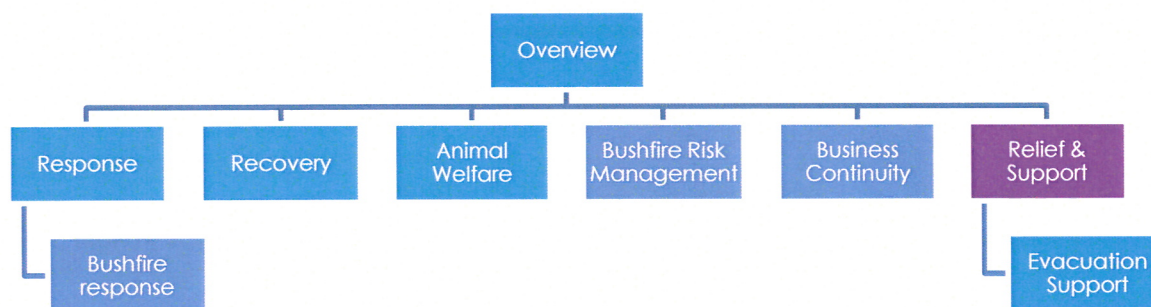 Overview
Response
Recovery
Animal
Welfare
Bushfire Risk
Management
Business
Continuity
Relief &
Support
Bushfire
response
Evacuation
Support